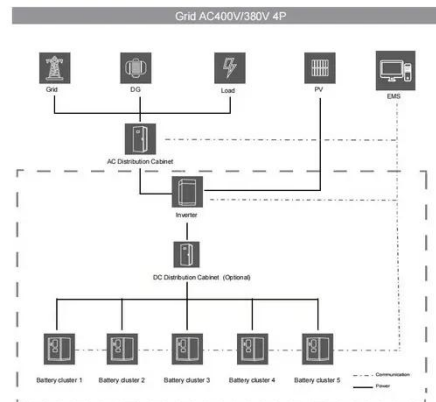 Grid AC400V/380V 4P
Grid
DG
Load
PV
EMS
AC Distribution Cabinet
Inverter
DC Distribution Cabinet (Optional)
Battery cluster 1
Battery cluster 2
Battery cluster 3
Battery cluster 4
Battery cluster 5
Communication
Power